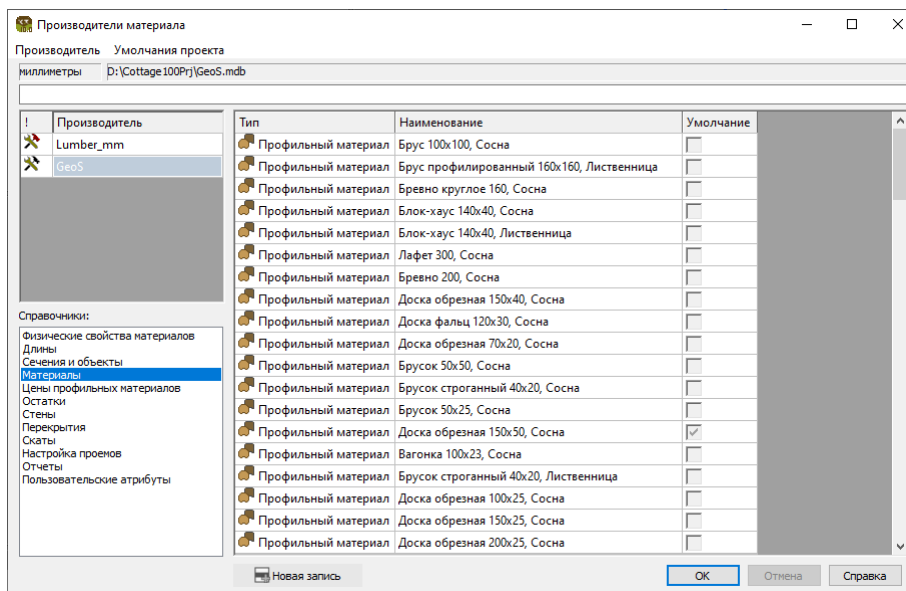 Производители материала
Производитель Умолчания проекта
миллиметры D:\Cottage100Prj\GeoS.mdb
! Производитель
Lumber_mm
GeoS
Справочники:
Физические свойства материалов
Длины
Сечения и объекты
Материалы
Цены профильных материалов
Остатки
Стены
Перекрытия
Скаты
Настройка проемов
Отчеты
Пользовательские атрибуты
Тип Наименование Умолчание
Профильный материал Брус 100x100, Сосна
Профильный материал Брус профилированный 160x160, Лиственница
Профильный материал Бревно круглое 160, Сосна
Профильный материал Блок-хаус 140x40, Сосна
Профильный материал Блок-хаус 140x40, Лиственница
Профильный материал Лафет 300, Сосна
Профильный материал Бревно 200, Сосна
Профильный материал Доска обрезная 150x40, Сосна
Профильный материал Доска фальц 120x30, Сосна
Профильный материал Доска обрезная 70x20, Сосна
Профильный материал Брусок 50x50, Сосна
Профильный материал Брусок строганный 40x20, Сосна
Профильный материал Брусок 50x25, Сосна
Профильный материал Доска обрезная 150x50, Сосна
Профильный материал Вагонка 100x23, Сосна
Профильный материал Брусок строганный 40x20, Лиственница
Профильный материал Доска обрезная 100x25, Сосна
Профильный материал Доска обрезная 150x25, Сосна
Профильный материал Доска обрезная 200x25, Сосна
Новая запись OK Отмена Справка